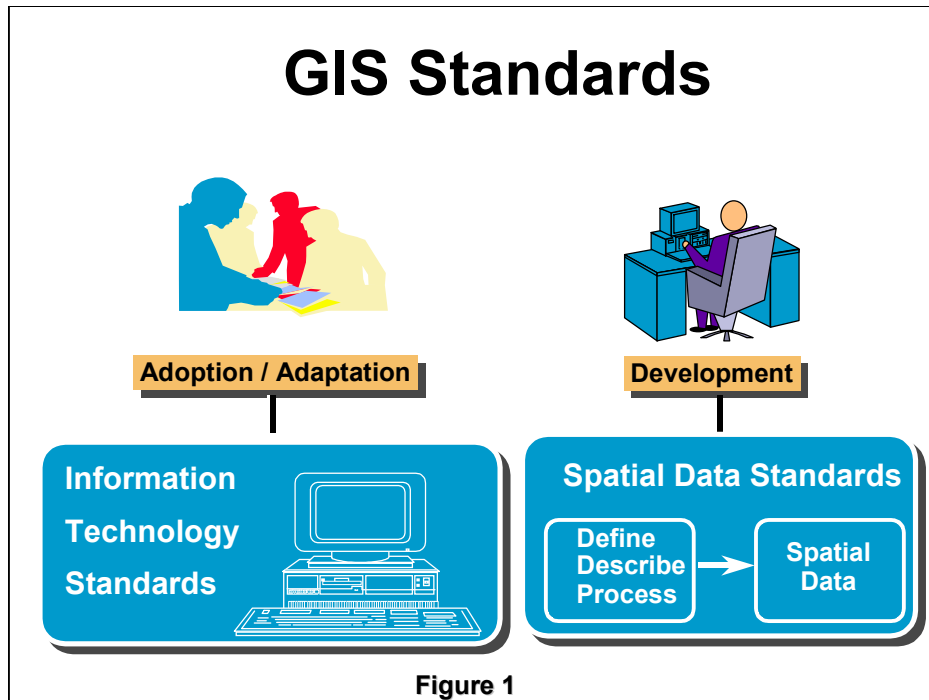 GIS Standards
Adoption / Adaptation
Development
Information
Technology
Standards
Spatial Data Standards
Define
Describe
Process
Spatial
Data
Figure 1